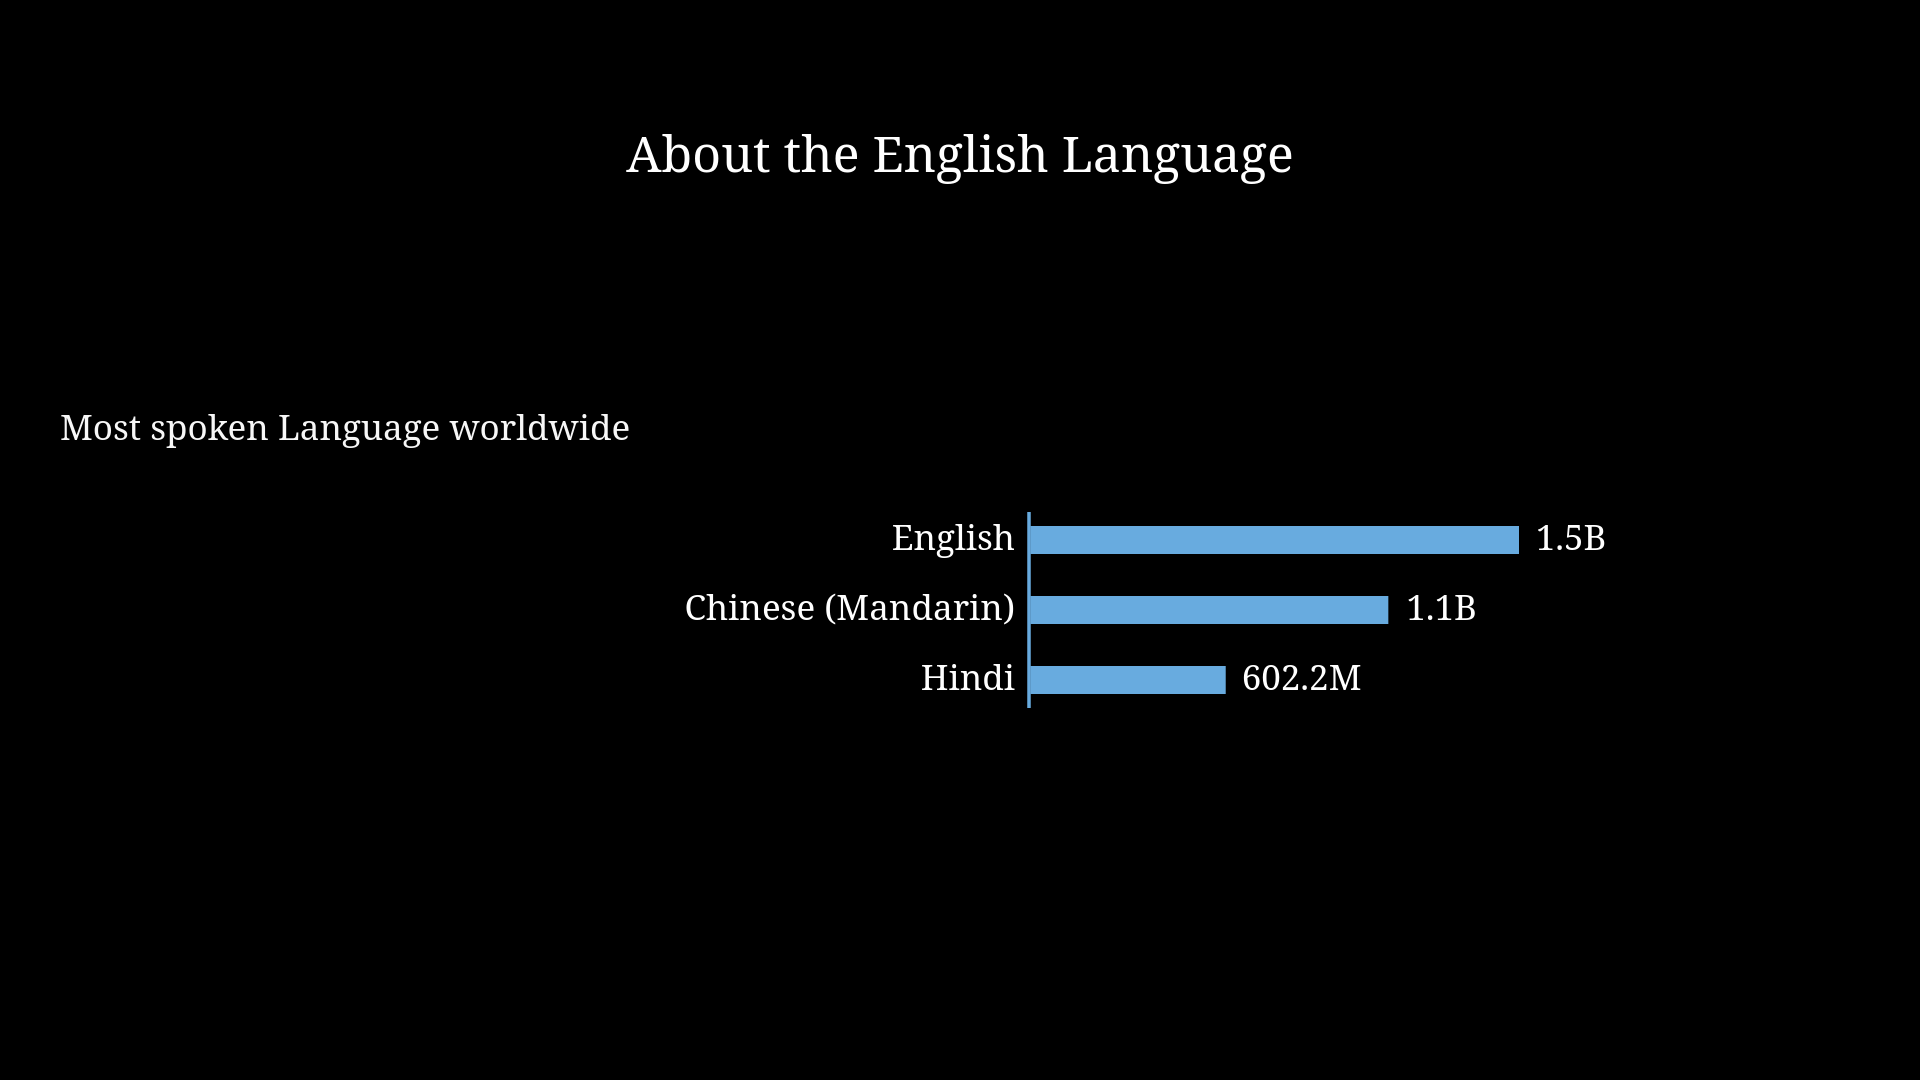 About the English Language
Most spoken Language worldwide
English 1.5B
Chinese (Mandarin) 1.1B
Hindi 602.2M